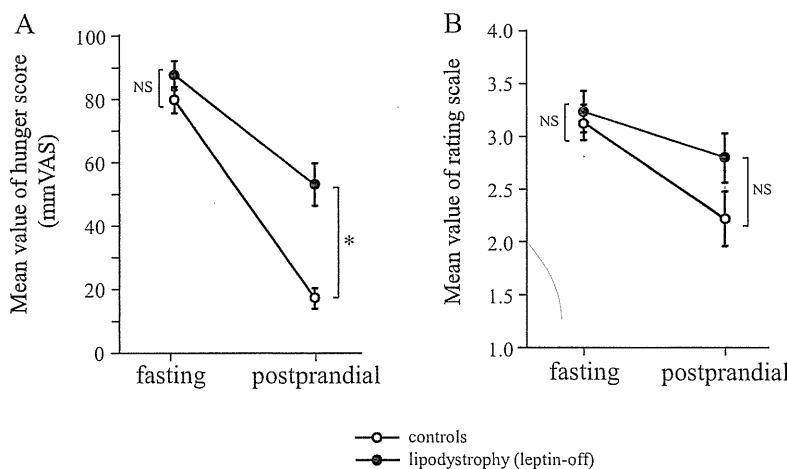 A
Mean value of hunger score
(mmVAS)
100
80
60
40
20
0
NS
*
fasting postprandial
B
Mean value of rating scale
4.0
3.5
3.0
2.5
2.0
1.5
1.0
NS
NS
fasting postprandial
controls
lipodystrophy (leptin-off)